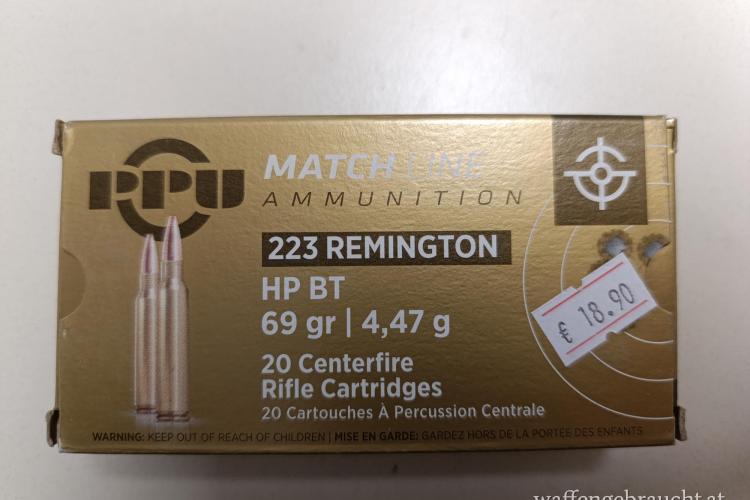 PPU
MATCH LINE
AMMUNITION
223 REMINGTON
HP BT
69 gr | 4,47 g
€ 18.90
20 Centerfire
Rifle Cartridges
20 Cartouches À Percussion Centrale
WARNING: KEEP OUT OF REACH OF CHILDREN | MISE EN GARDE: GARDEZ HORS DE LA PORTÉE DES ENFANTS
waffengebraucht.at